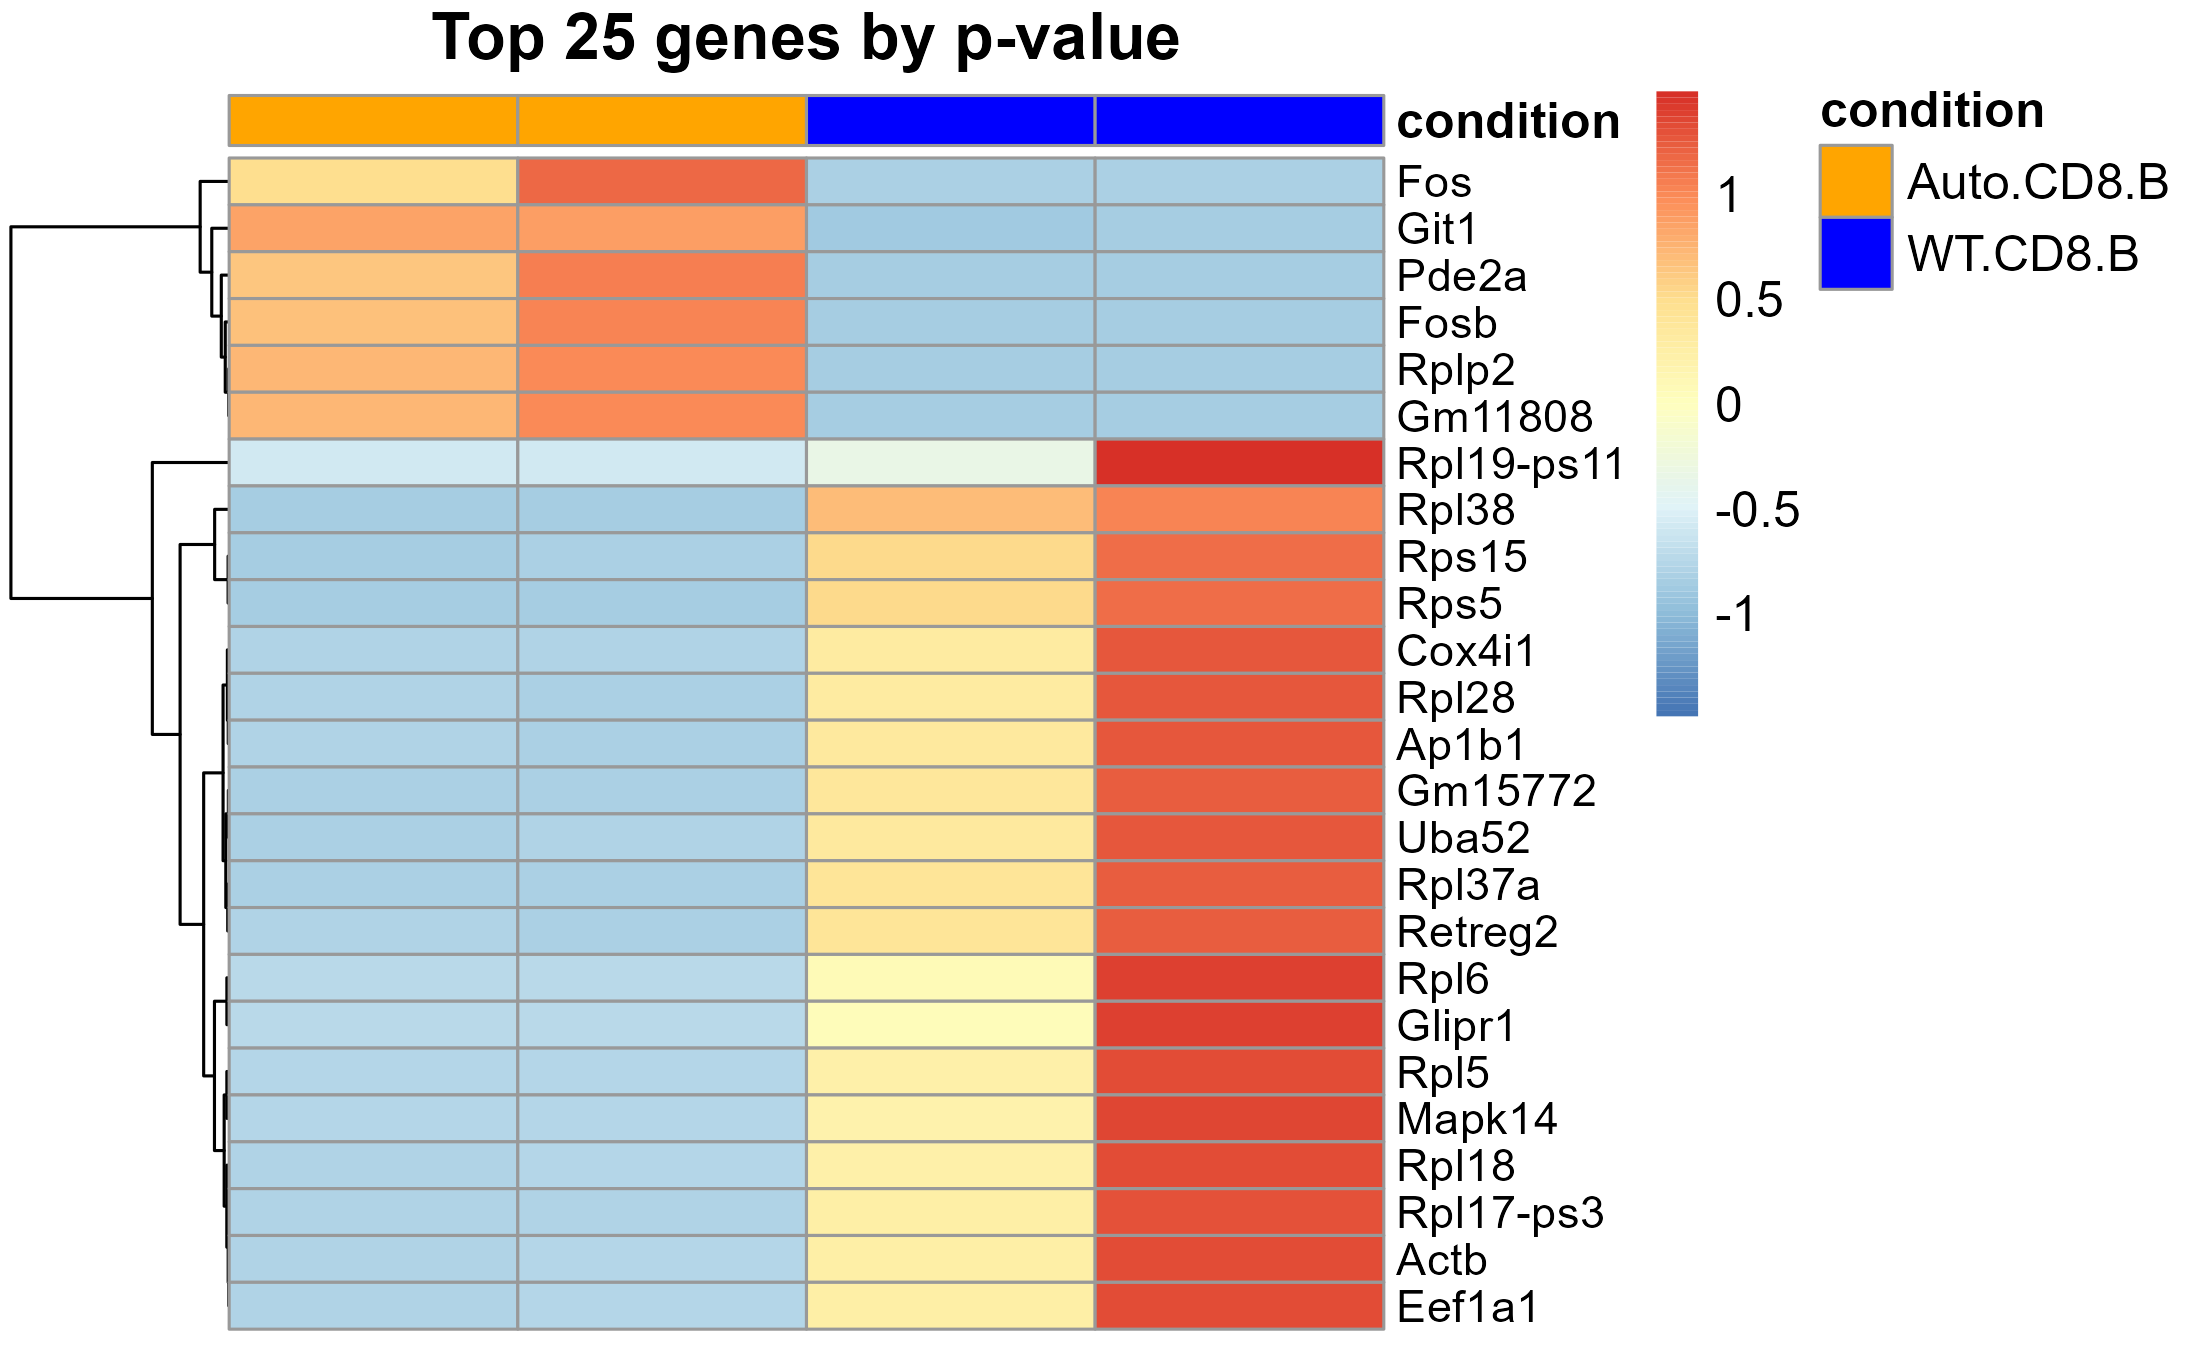 Top 25 genes by p-value
condition
Fos
Git1
Pde2a
Fosb
Rplp2
Gm11808
Rpl19-ps11
Rpl38
Rps15
Rps5
Cox4i1
Rpl28
Ap1b1
Gm15772
Uba52
Rpl37a
Retreg2
Rpl6
Glipr1
Rpl5
Mapk14
Rpl18
Rpl17-ps3
Actb
Eef1a1
1
0.5
0
-0.5
-1
condition
Auto.CD8.B
WT.CD8.B